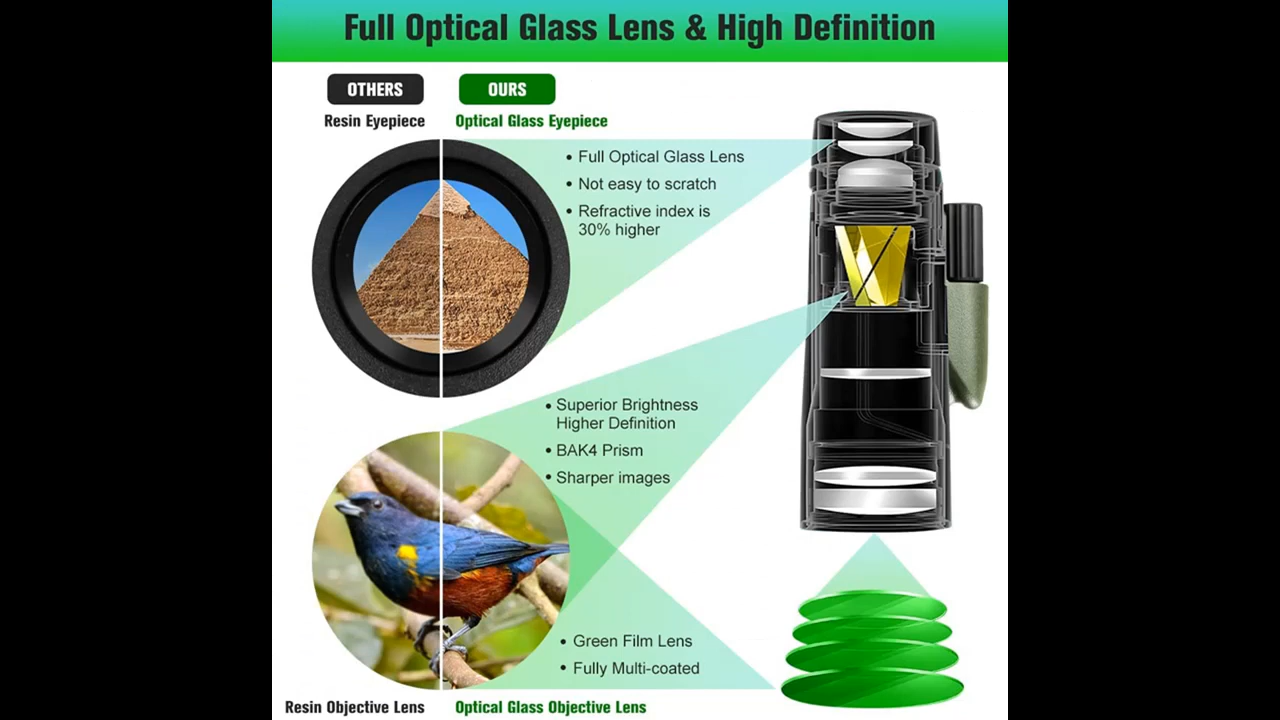 Full Optical Glass Lens & High Definition
OTHERS
OURS
Resin Eyepiece
Optical Glass Eyepiece
• Full Optical Glass Lens
• Not easy to scratch
• Refractive index is
30% higher
• Superior Brightness
Higher Definition
• BAK4 Prism
• Sharper images
• Green Film Lens
• Fully Multi-coated
Resin Objective Lens
Optical Glass Objective Lens